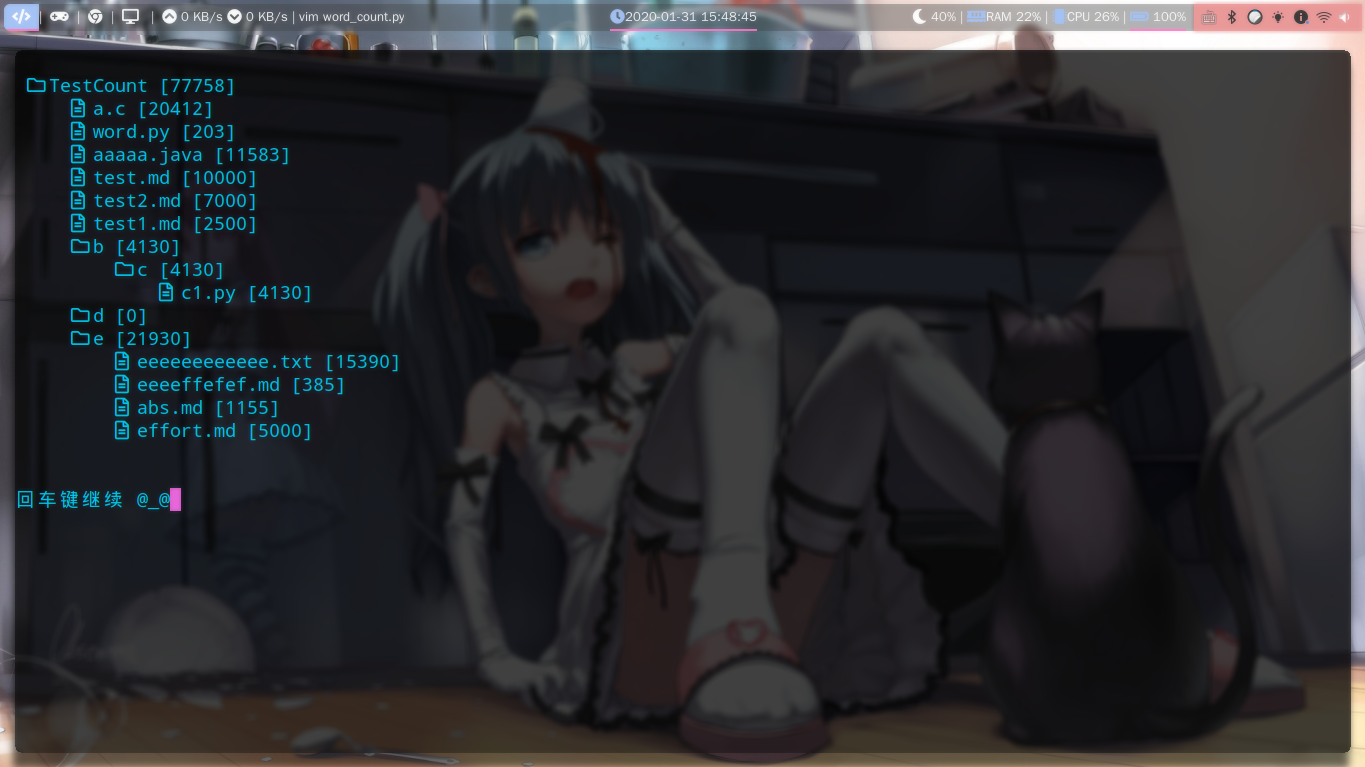 0 KB/s 0 KB/s | vim word_count.py
2020-01-31 15:48:45
40% | RAM 22% | CPU 26% | 100%
TestCount [77758]
a.c [20412]
word.py [203]
aaaaa.java [11583]
test.md [10000]
test2.md [7000]
test1.md [2500]
b [4130]
c [4130]
c1.py [4130]
d [0]
e [21930]
eeeeeeeeeeee.txt [15390]
eeeeffefef.md [385]
abs.md [1155]
effort.md [5000]
回车键继续 @_@